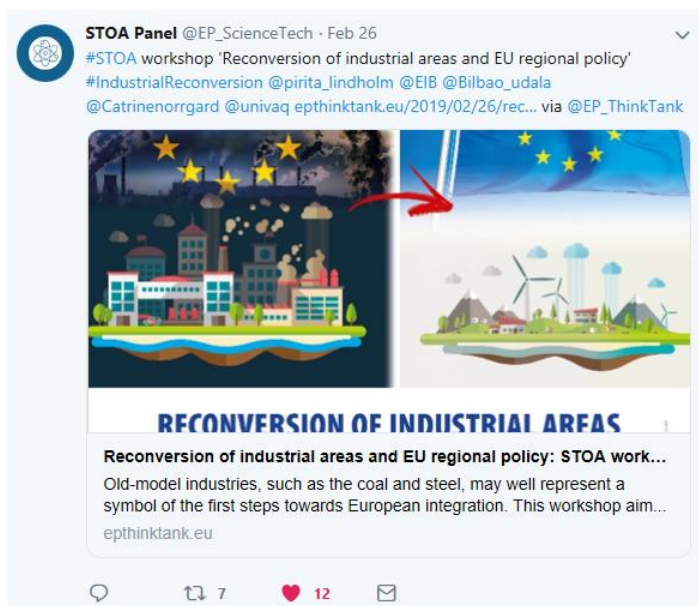 STOA Panel @EP_ScienceTech · Feb 26
#STOA workshop 'Reconversion of industrial areas and EU regional policy'
#IndustrialReconversion @pirita_lindholm @EIB @Bilbao_udala
@Catrinenorrgard @univaq epthinktank.eu/2019/02/26/rec... via @EP_ThinkTank
RECONVERSION OF INDUSTRIAL AREAS
Reconversion of industrial areas and EU regional policy: STOA work...
Old-model industries, such as the coal and steel, may well represent a
symbol of the first steps towards European integration. This workshop aim...
epthinktank.eu
7 12